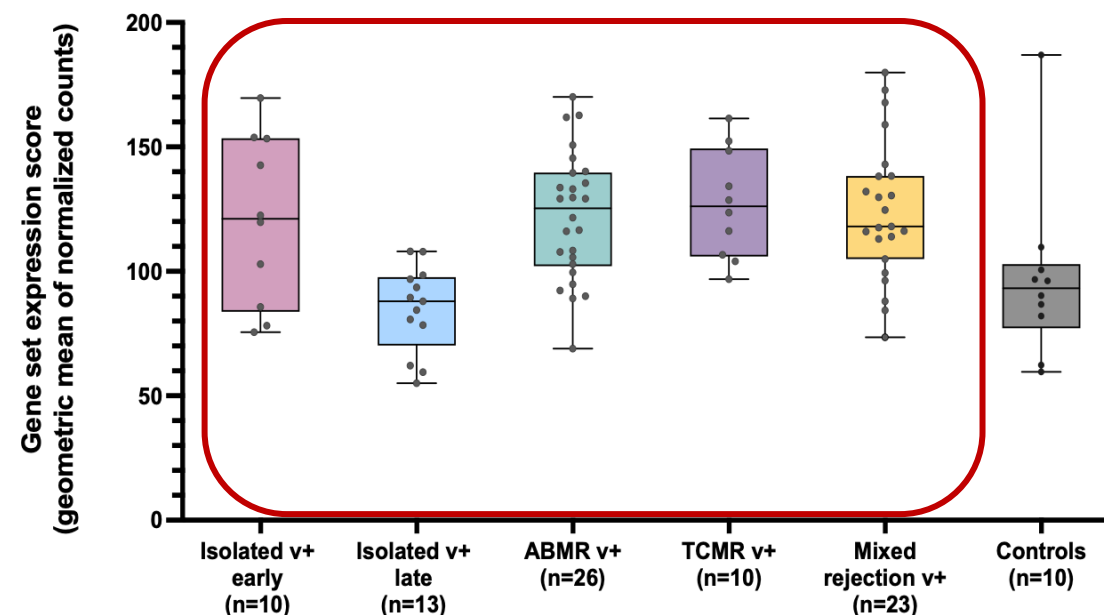 Gene set expression score
(geometric mean of normalized counts)
200
150
100
50
0
Isolated v+
early
(n=10)
Isolated v+
late
(n=13)
ABMR v+
(n=26)
TCMR v+
(n=10)
Mixed
rejection v+
(n=23)
Controls
(n=10)